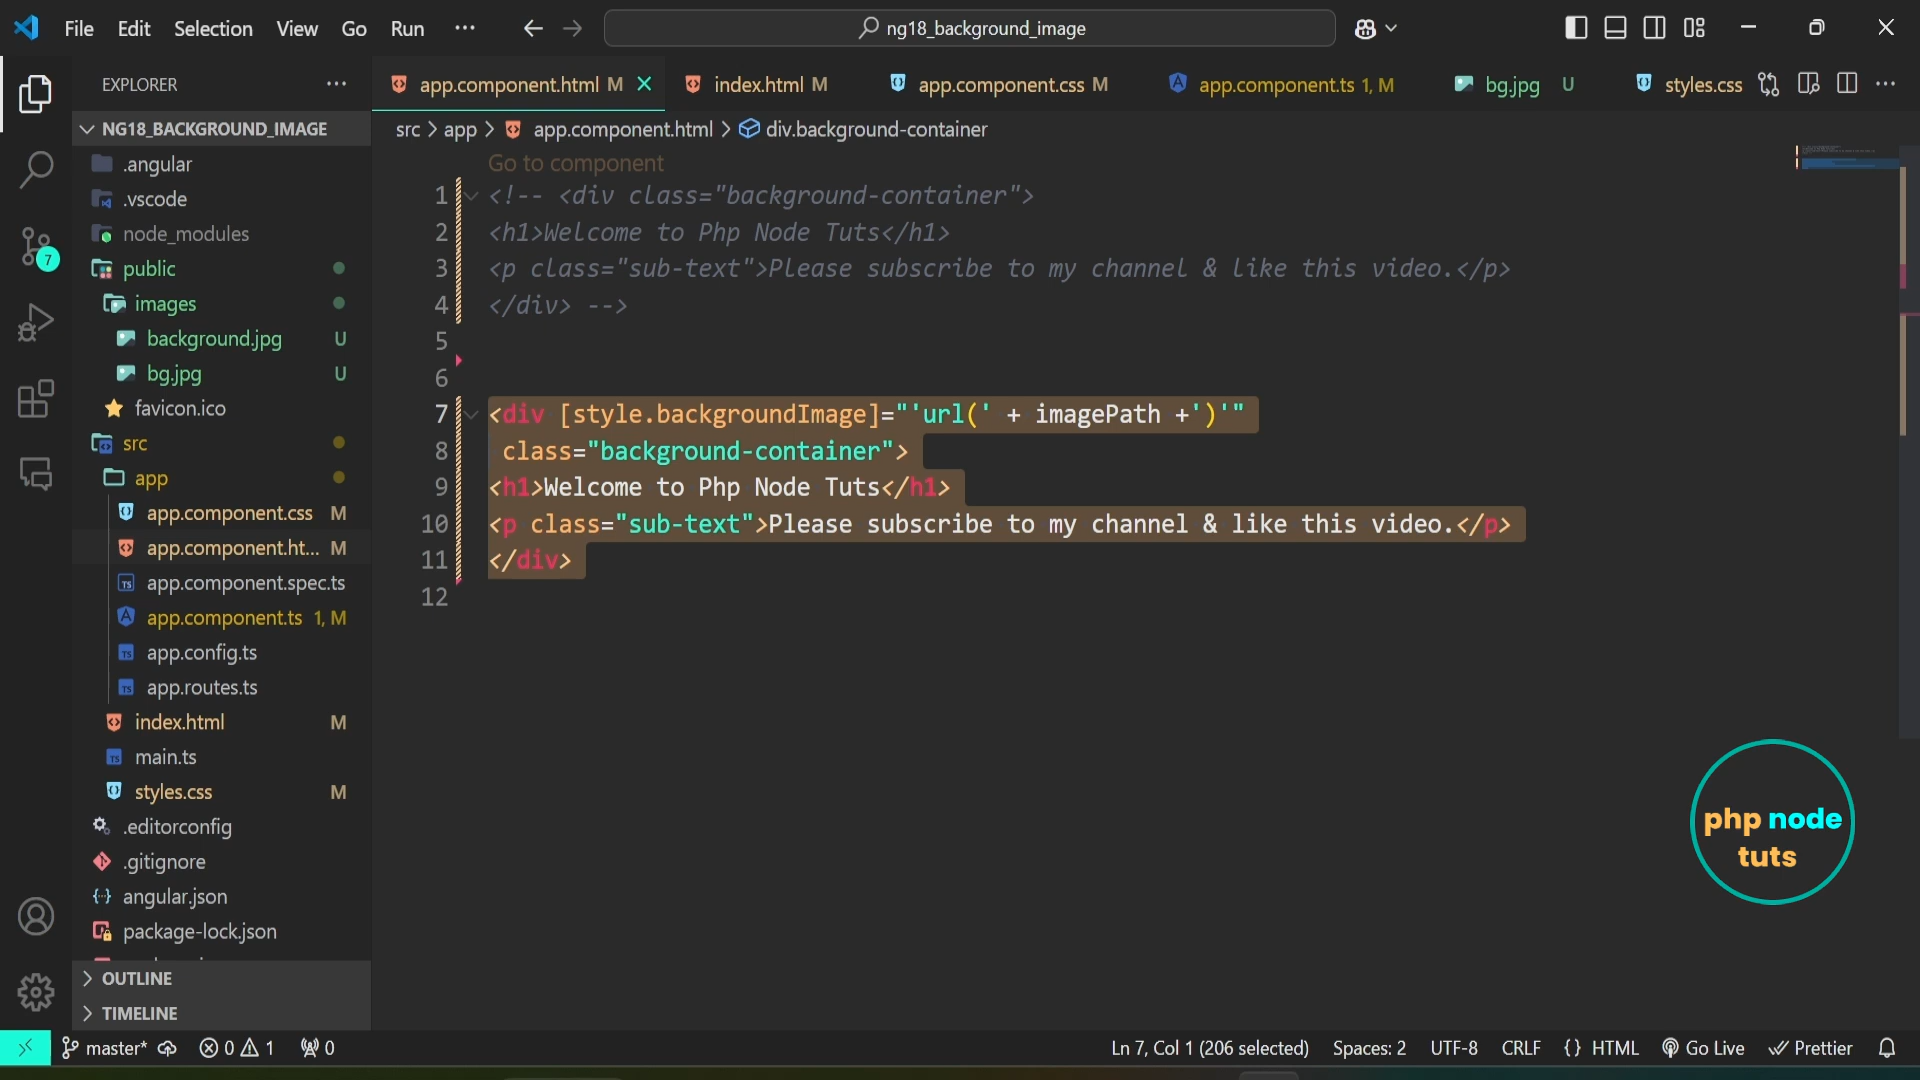 File Edit Selection View Go Run ···
ng18_background_image
EXPLORER ···
app.component.html M
index.html M
app.component.css M
app.component.ts 1, M
bg.jpg U
styles.css
NG18_BACKGROUND_IMAGE
.angular
.vscode
node_modules
public
images
background.jpg U
bg.jpg U
favicon.ico
src
app
app.component.css M
app.component.ht... M
app.component.spec.ts
app.component.ts 1, M
app.config.ts
app.routes.ts
index.html M
main.ts
styles.css M
.editorconfig
.gitignore
angular.json
package-lock.json
OUTLINE
TIMELINE
7
src > app > app.component.html > div.background-container
Go to component
1 <!-- <div class="background-container">
2 <h1>Welcome to Php Node Tuts</h1>
3 <p class="sub-text">Please subscribe to my channel & like this video.</p>
4 </div> -->
5
6
7 <div [style.backgroundImage]="'url(' + imagePath +')'"
8 class="background-container">
9 <h1>Welcome to Php Node Tuts</h1>
10 <p class="sub-text">Please subscribe to my channel & like this video.</p>
11 </div>
12
php node
tuts
master* 0 1 0
Ln 7, Col 1 (206 selected) Spaces: 2 UTF-8 CRLF {} HTML Go Live Prettier